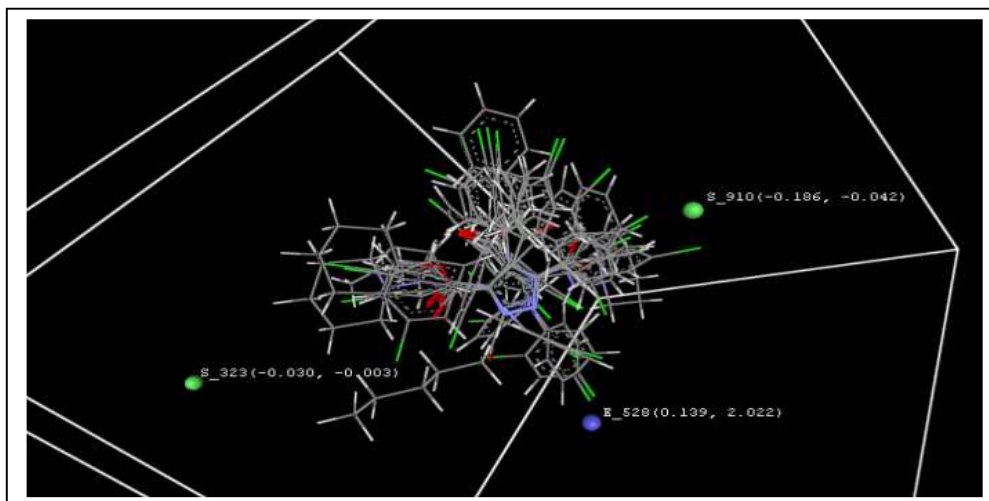 S_910(-0.186, -0.042)
S_323(-0.030, -0.003)
E_528(0.139, 2.022)